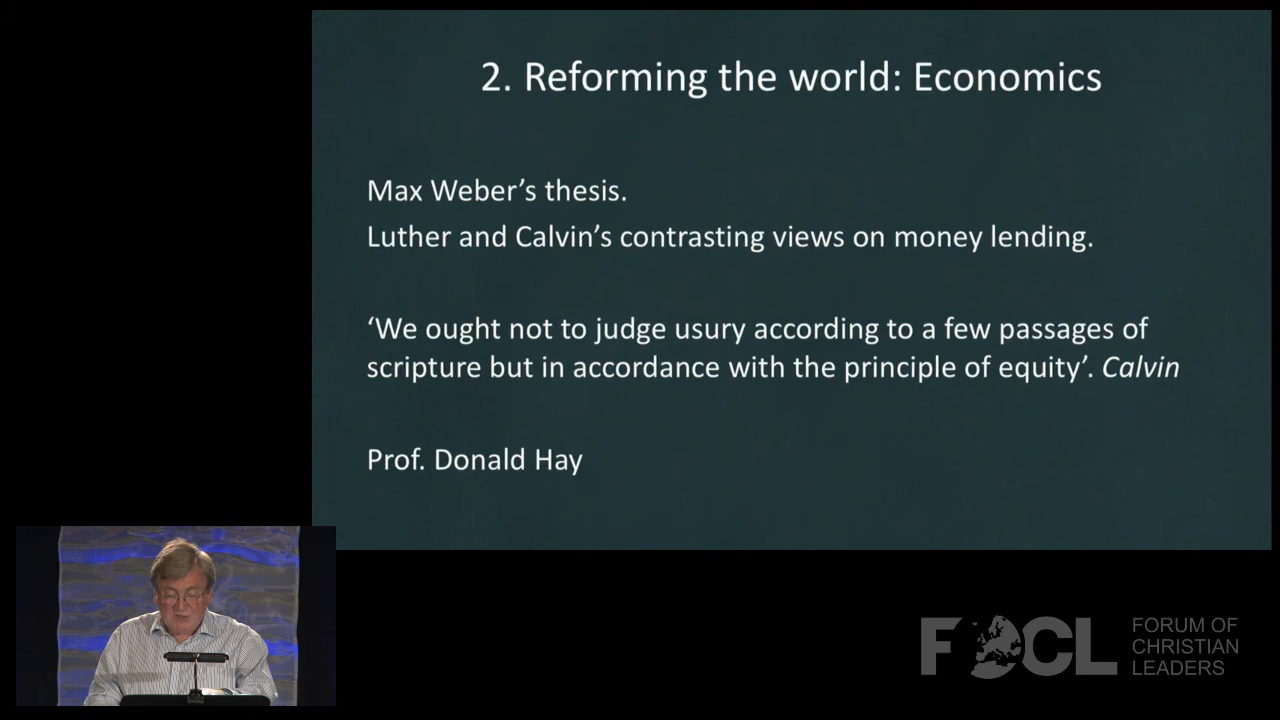 2. Reforming the world: Economics
Max Weber’s thesis.
Luther and Calvin’s contrasting views on money lending.
‘We ought not to judge usury according to a few passages of
scripture but in accordance with the principle of equity’. Calvin
Prof. Donald Hay
FOCL
FORUM OF
CHRISTIAN
LEADERS